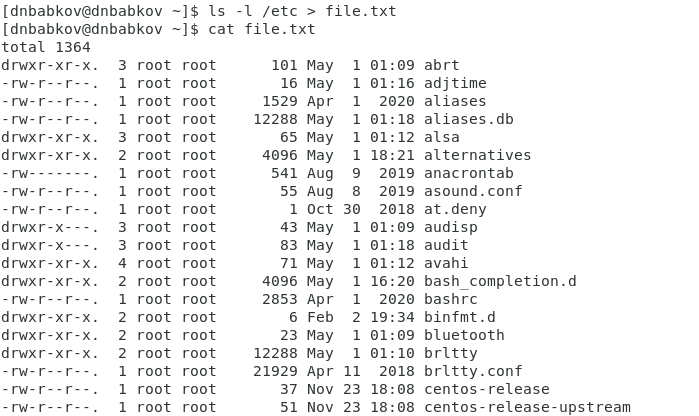 [dnbabkov@dnbabkov ~]$ ls -l /etc > file.txt
[dnbabkov@dnbabkov ~]$ cat file.txt
total 1364
drwxr-xr-x.  3 root root      101 May  1 01:09 abrt
-rw-r--r--.  1 root root       16 May  1 01:16 adjtime
-rw-r--r--.  1 root root     1529 Apr  1  2020 aliases
-rw-r--r--.  1 root root    12288 May  1 01:18 aliases.db
drwxr-xr-x.  3 root root       65 May  1 01:12 alsa
drwxr-xr-x.  2 root root     4096 May  1 18:21 alternatives
-rw-------.  1 root root      541 Aug  9  2019 anacrontab
-rw-r--r--.  1 root root       55 Aug  8  2019 asound.conf
-rw-r--r--.  1 root root        1 Oct 30  2018 at.deny
drwxr-x---.  3 root root       43 May  1 01:09 audisp
drwxr-x---.  3 root root       83 May  1 01:18 audit
drwxr-xr-x.  4 root root       71 May  1 01:12 avahi
drwxr-xr-x.  2 root root     4096 May  1 16:20 bash_completion.d
-rw-r--r--.  1 root root     2853 Apr  1  2020 bashrc
drwxr-xr-x.  2 root root        6 Feb  2 19:34 binfmt.d
drwxr-xr-x.  2 root root       23 May  1 01:09 bluetooth
drwxr-xr-x.  2 root root    12288 May  1 01:10 brltty
-rw-r--r--.  1 root root    21929 Apr 11  2018 brltty.conf
-rw-r--r--.  1 root root       37 Nov 23 18:08 centos-release
-rw-r--r--.  1 root root       51 Nov 23 18:08 centos-release-upstream